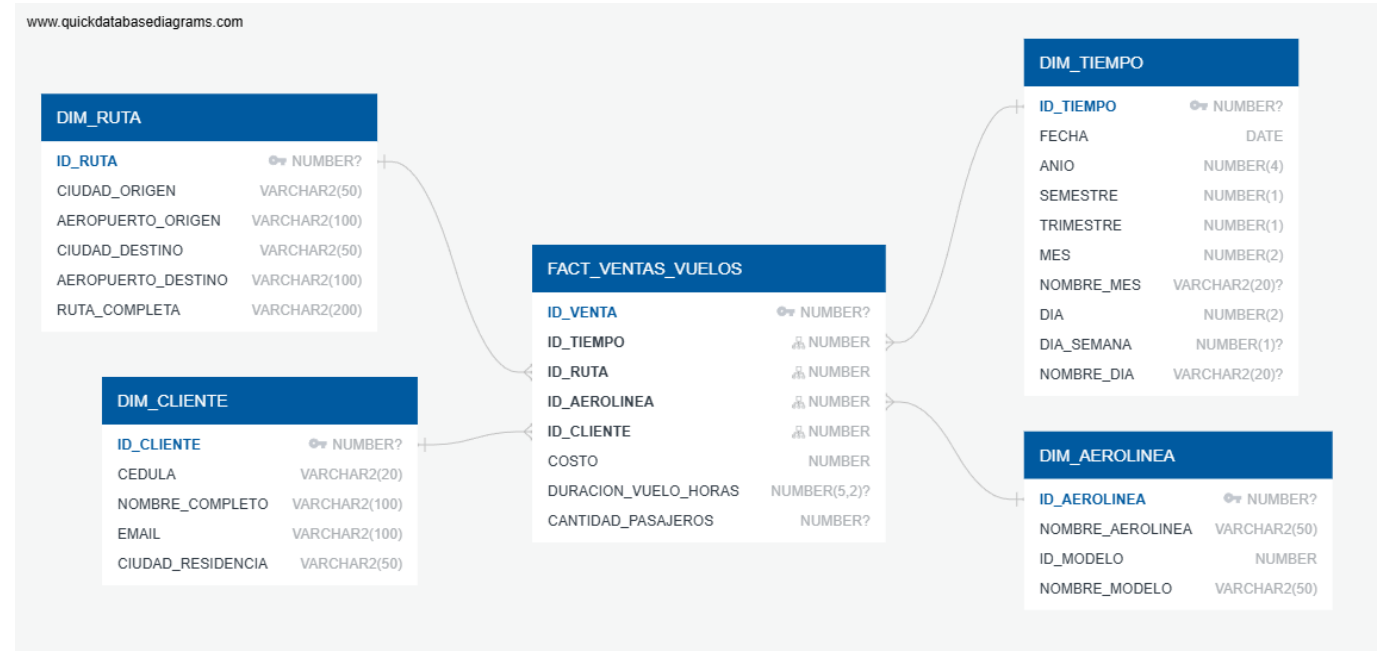 www.quickdatabasediagrams.com
DIM_RUTA
ID_RUTA NUMBER?
CIUDAD_ORIGEN VARCHAR2(50)
AEROPUERTO_ORIGEN VARCHAR2(100)
CIUDAD_DESTINO VARCHAR2(50)
AEROPUERTO_DESTINO VARCHAR2(100)
RUTA_COMPLETA VARCHAR2(200)
DIM_CLIENTE
ID_CLIENTE NUMBER?
CEDULA VARCHAR2(20)
NOMBRE_COMPLETO VARCHAR2(100)
EMAIL VARCHAR2(100)
CIUDAD_RESIDENCIA VARCHAR2(50)
FACT_VENTAS_VUELOS
ID_VENTA NUMBER?
ID_TIEMPO NUMBER
ID_RUTA NUMBER
ID_AEROLINEA NUMBER
ID_CLIENTE NUMBER
COSTO NUMBER
DURACION_VUELO_HORAS NUMBER(5,2)?
CANTIDAD_PASAJEROS NUMBER?
DIM_TIEMPO
ID_TIEMPO NUMBER?
FECHA DATE
ANIO NUMBER(4)
SEMESTRE NUMBER(1)
TRIMESTRE NUMBER(1)
MES NUMBER(2)
NOMBRE_MES VARCHAR2(20)?
DIA NUMBER(2)
DIA_SEMANA NUMBER(1)?
NOMBRE_DIA VARCHAR2(20)?
DIM_AEROLINEA
ID_AEROLINEA NUMBER?
NOMBRE_AEROLINEA VARCHAR2(50)
ID_MODELO NUMBER
NOMBRE_MODELO VARCHAR2(50)